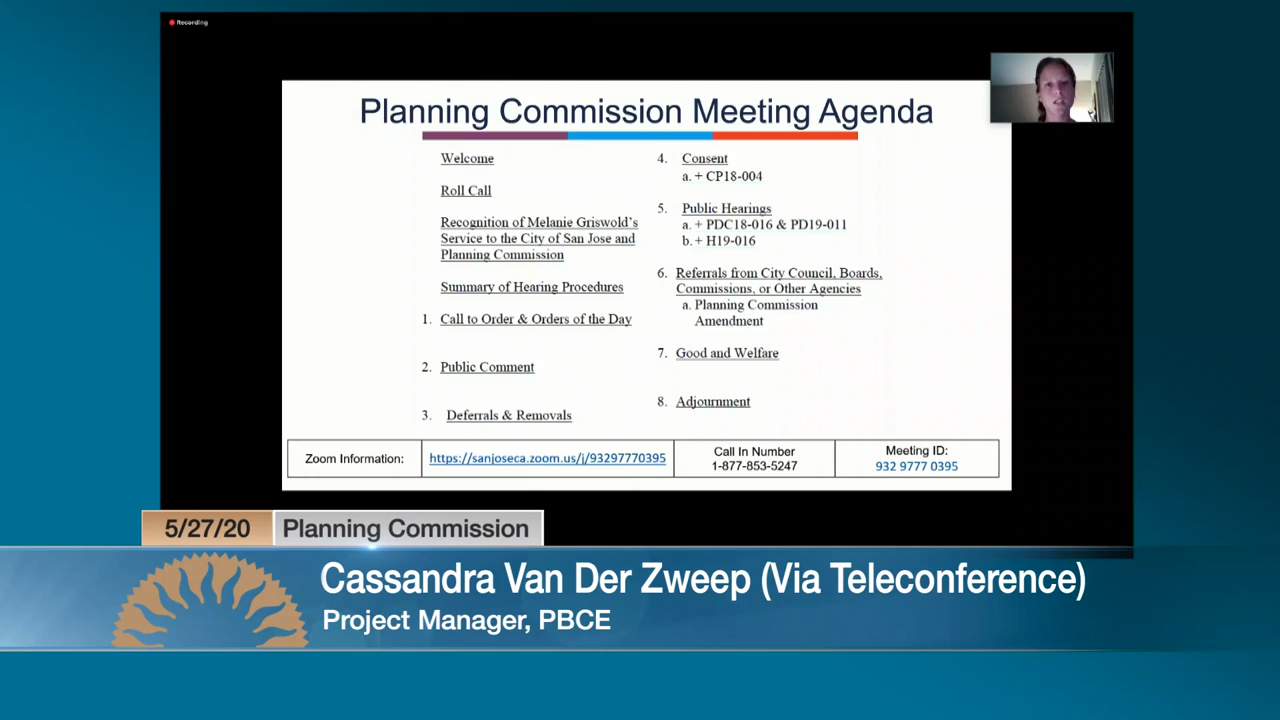 Recording
Planning Commission Meeting Agenda
Welcome
Roll Call
Recognition of Melanie Griswold's
Service to the City of San Jose and
Planning Commission
Summary of Hearing Procedures
1. Call to Order & Orders of the Day
2. Public Comment
3. Deferrals & Removals
4. Consent
a. + CP18-004
5. Public Hearings
a. + PDC18-016 & PD19-011
b. + H19-016
6. Referrals from City Council, Boards,
Commissions, or Other Agencies
a. Planning Commission
Amendment
7. Good and Welfare
8. Adjournment
Zoom Information:
https://sanjoseca.zoom.us/j/93297770395
Call In Number
1-877-853-5247
Meeting ID:
932 9777 0395
5/27/20
Planning Commission
Cassandra Van Der Zweep (Via Teleconference)
Project Manager, PBCE